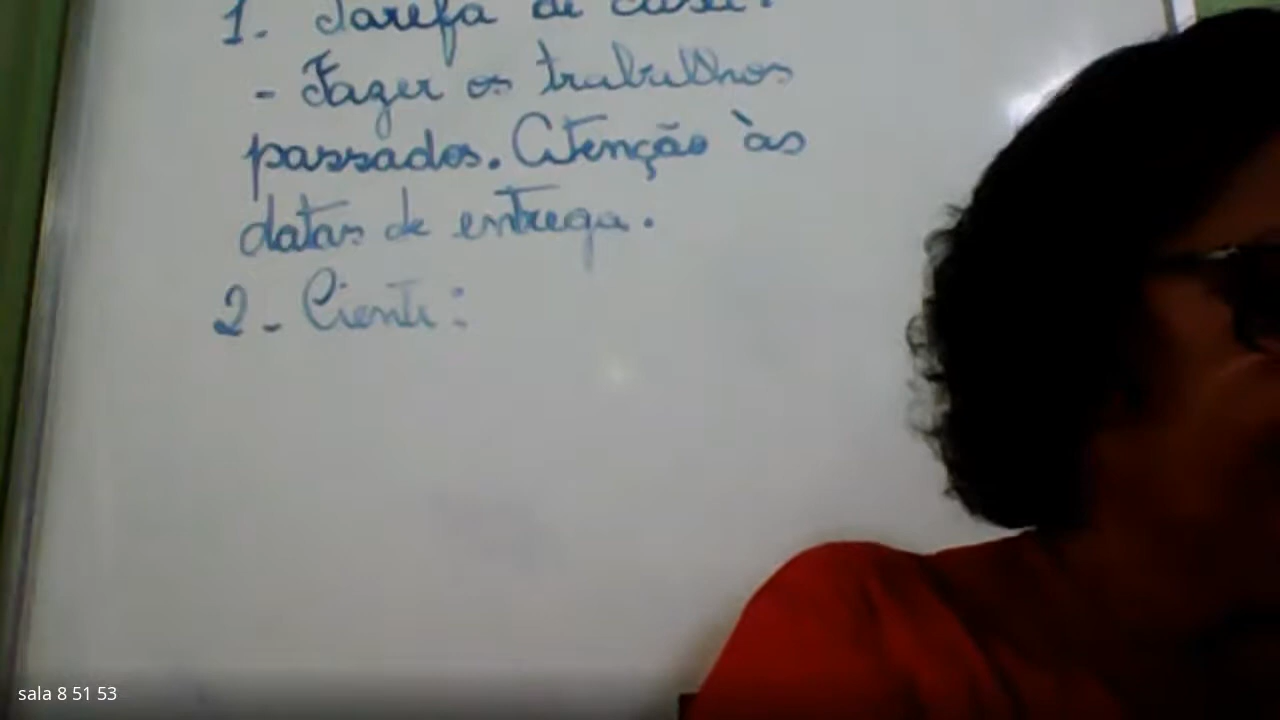 1. Tarefa de casa:
- Fazer os trabalhos
passados. Atenção às
datas de entrega.
2 - Ciente:
sala 8 51 53